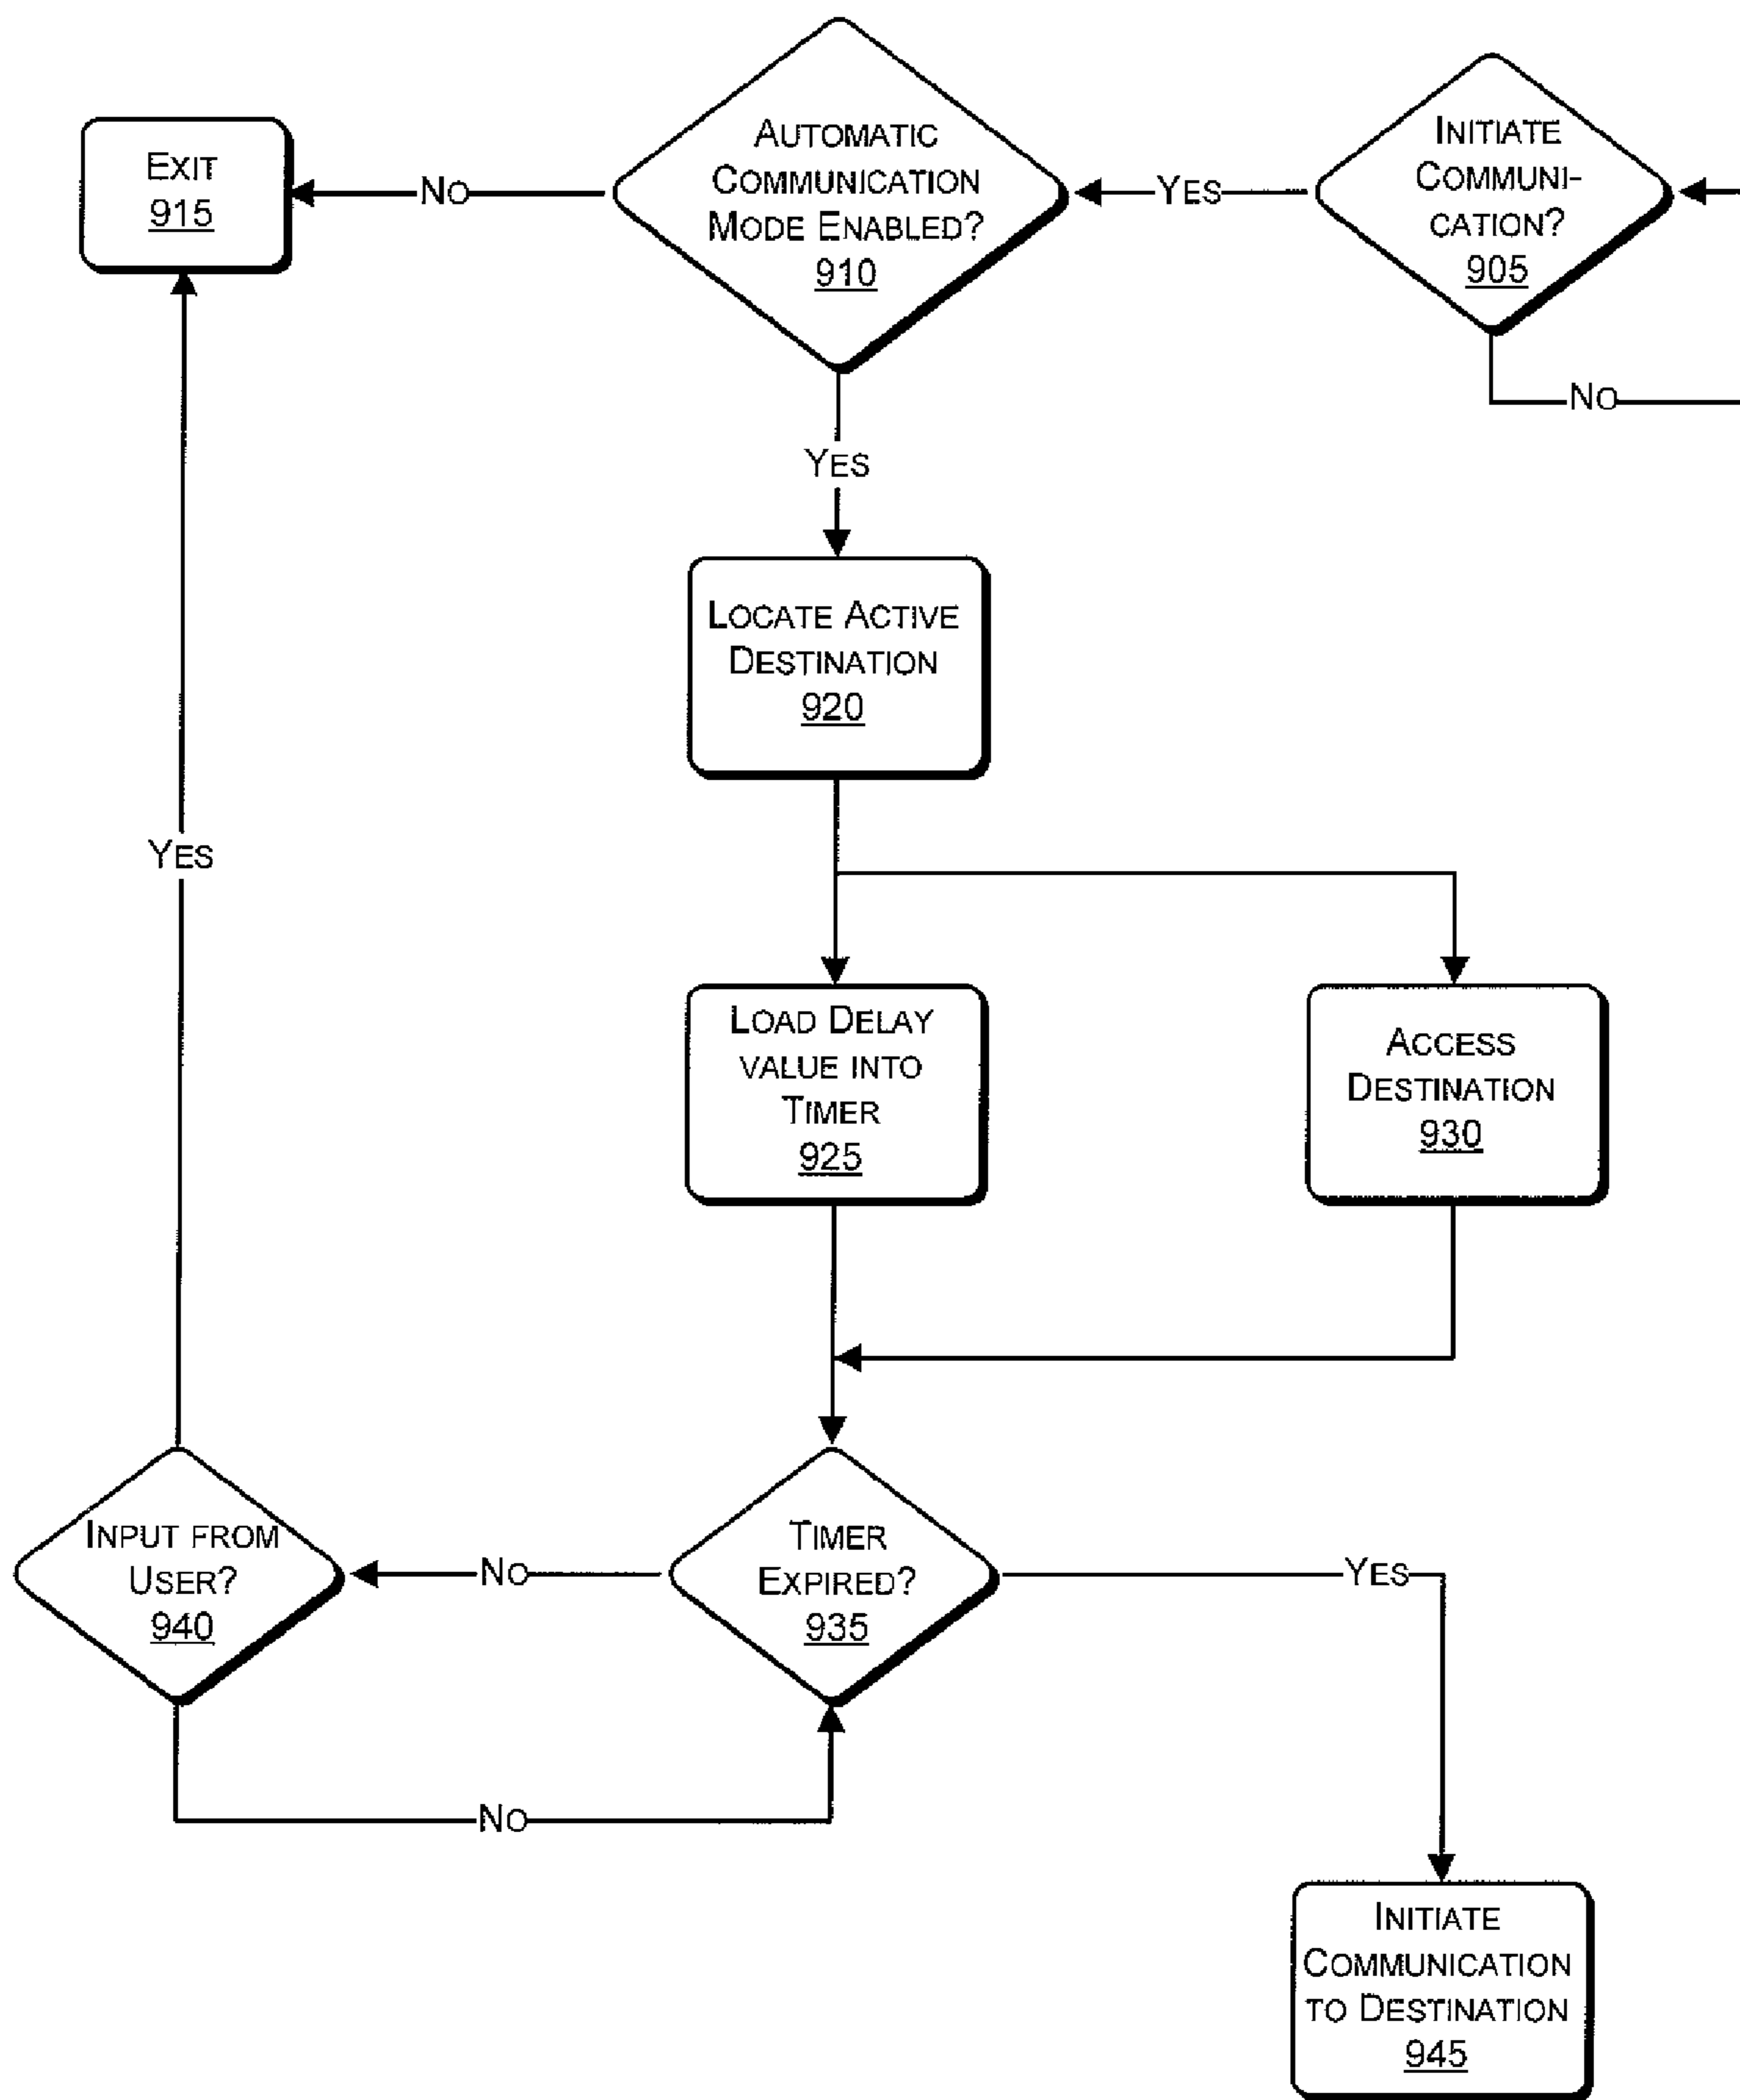 EXIT
915
NO
AUTOMATIC
COMMUNICATION
MODE ENABLED?
910
YES
INITIATE
COMMUNI-
CATION?
905
NO
YES
LOCATE ACTIVE
DESTINATION
920
YES
LOAD DELAY
VALUE INTO
TIMER
925
ACCESS
DESTINATION
930
INPUT FROM
USER?
940
NO
TIMER
EXPIRED?
935
YES
NO
INITIATE
COMMUNICATION
TO DESTINATION
945